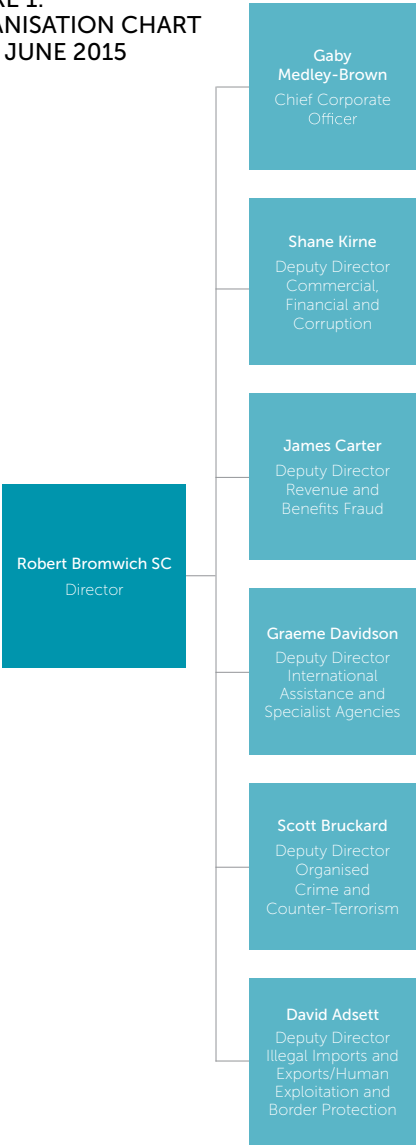 ANISATION CHART
JUNE 2015
Gaby
Medley-Brown
Chief Corporate
Officer
Shane Kirne
Deputy Director
Commercial,
Financial and
Corruption
James Carter
Deputy Director
Revenue and
Benefits Fraud
Robert Bromwich SC
Director
Graeme Davidson
Deputy Director
International
Assistance and
Specialist Agencies
Scott Bruckard
Deputy Director
Organised
Crime and
Counter-Terrorism
David Adsett
Deputy Director
Illegal Imports and
Exports/Human
Exploitation and
Border Protection